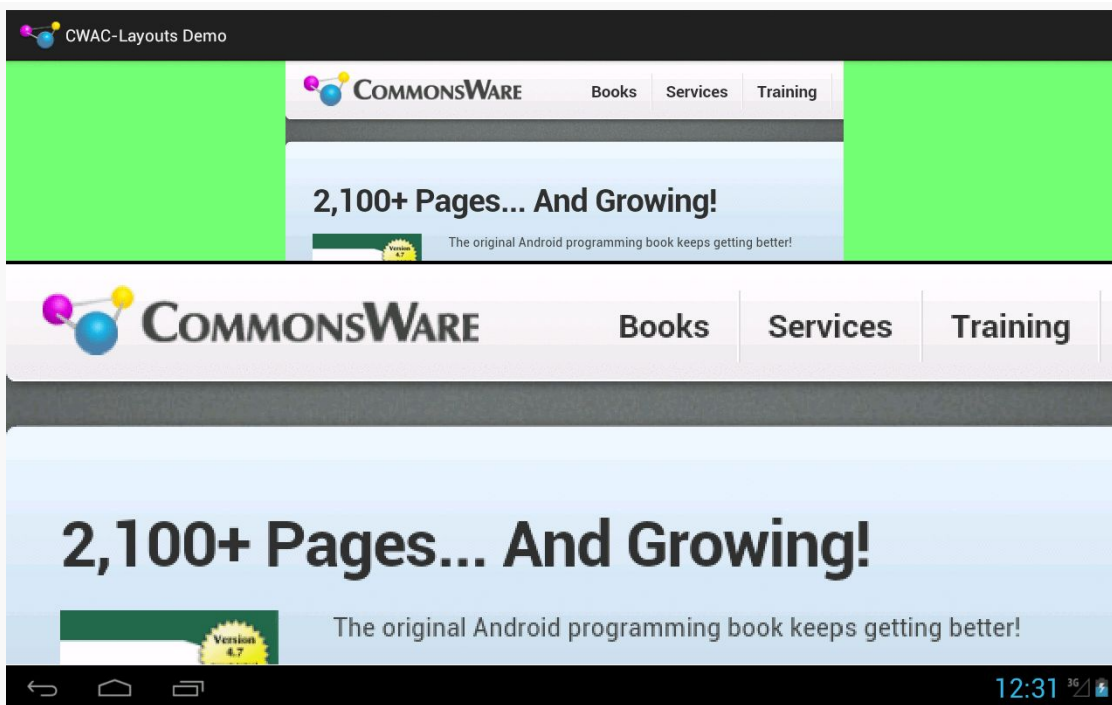 CWAC-Layouts Demo
COMMONSWARE Books Services Training
2,100+ Pages... And Growing!
The original Android programming book keeps getting better!
Version
4.7
COMMONSWARE Books Services Training
2,100+ Pages... And Growing!
The original Android programming book keeps getting better!
Version
4.7
12:31 3G